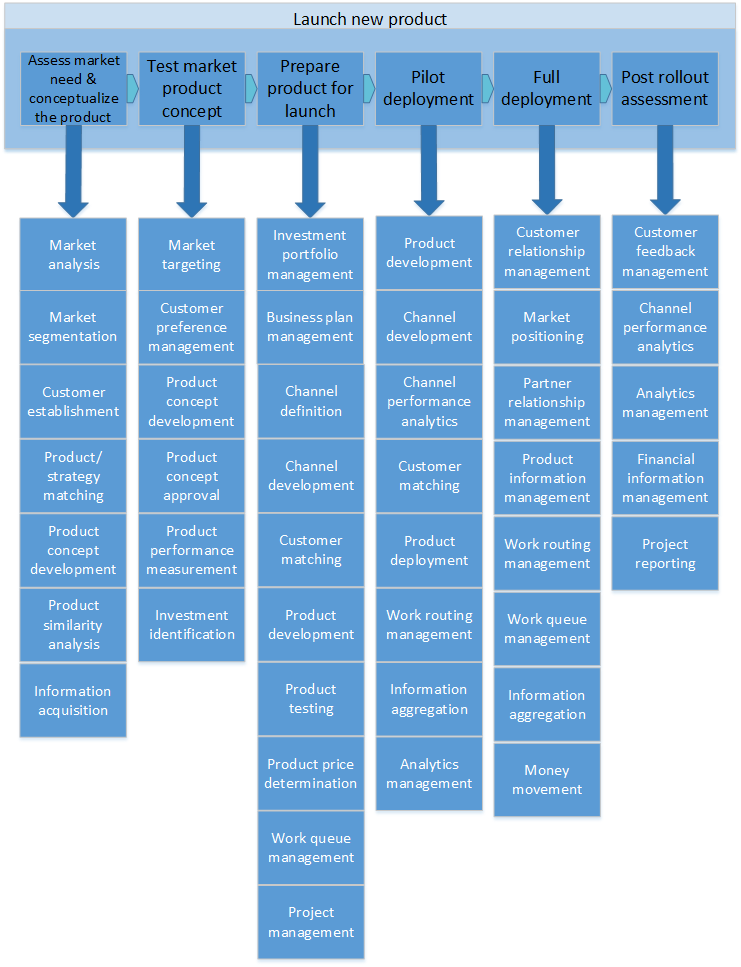 Launch new product
Assess market
need &
conceptualize
the product
Test market
product
concept
Prepare
product for
launch
Pilot
deployment
Full
deployment
Post rollout
assessment
Market
analysis
Market
segmentation
Customer
establishment
Product/
strategy
matching
Product
concept
development
Product
similarity
analysis
Information
acquisition
Market
targeting
Customer
preference
management
Product
concept
development
Product
concept
approval
Product
performance
measurement
Investment
identification
Investment
portfolio
management
Business plan
management
Channel
definition
Channel
development
Customer
matching
Product
development
Product
testing
Product price
determination
Work queue
management
Project
management
Product
development
Channel
development
Channel
performance
analytics
Customer
matching
Product
deployment
Work routing
management
Information
aggregation
Analytics
management
Customer
relationship
management
Market
positioning
Partner
relationship
management
Product
information
management
Work routing
management
Work queue
management
Information
aggregation
Money
movement
Customer
feedback
management
Channel
performance
analytics
Analytics
management
Financial
information
management
Project
reporting